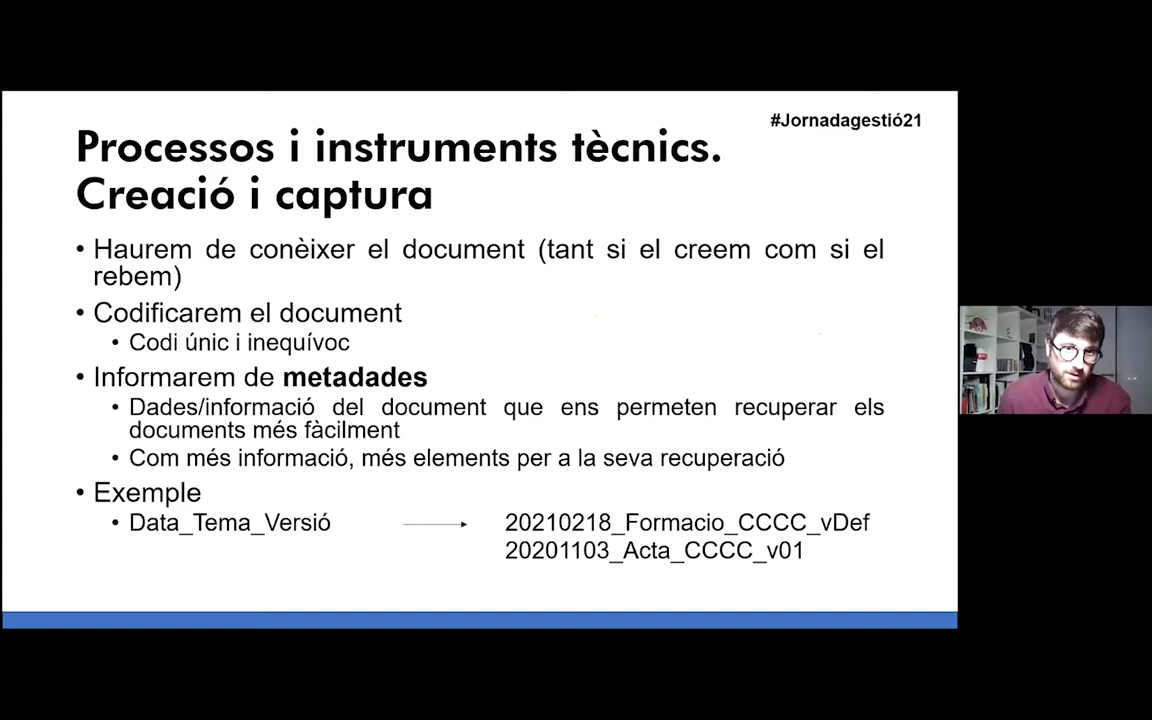 #Jornadagestió21
Processos i instruments tècnics.
Creació i captura
• Haurem de conèixer el document (tant si el creem com si el
rebem)
• Codificarem el document
• Codi únic i inequívoc
• Informarem de metadades
• Dades/informació del document que ens permeten recuperar els
documents més fàcilment
• Com més informació, més elements per a la seva recuperació
• Exemple
• Data_Tema_Versió
20210218_Formacio_CCCC_vDef
20201103_Acta_CCCC_v01